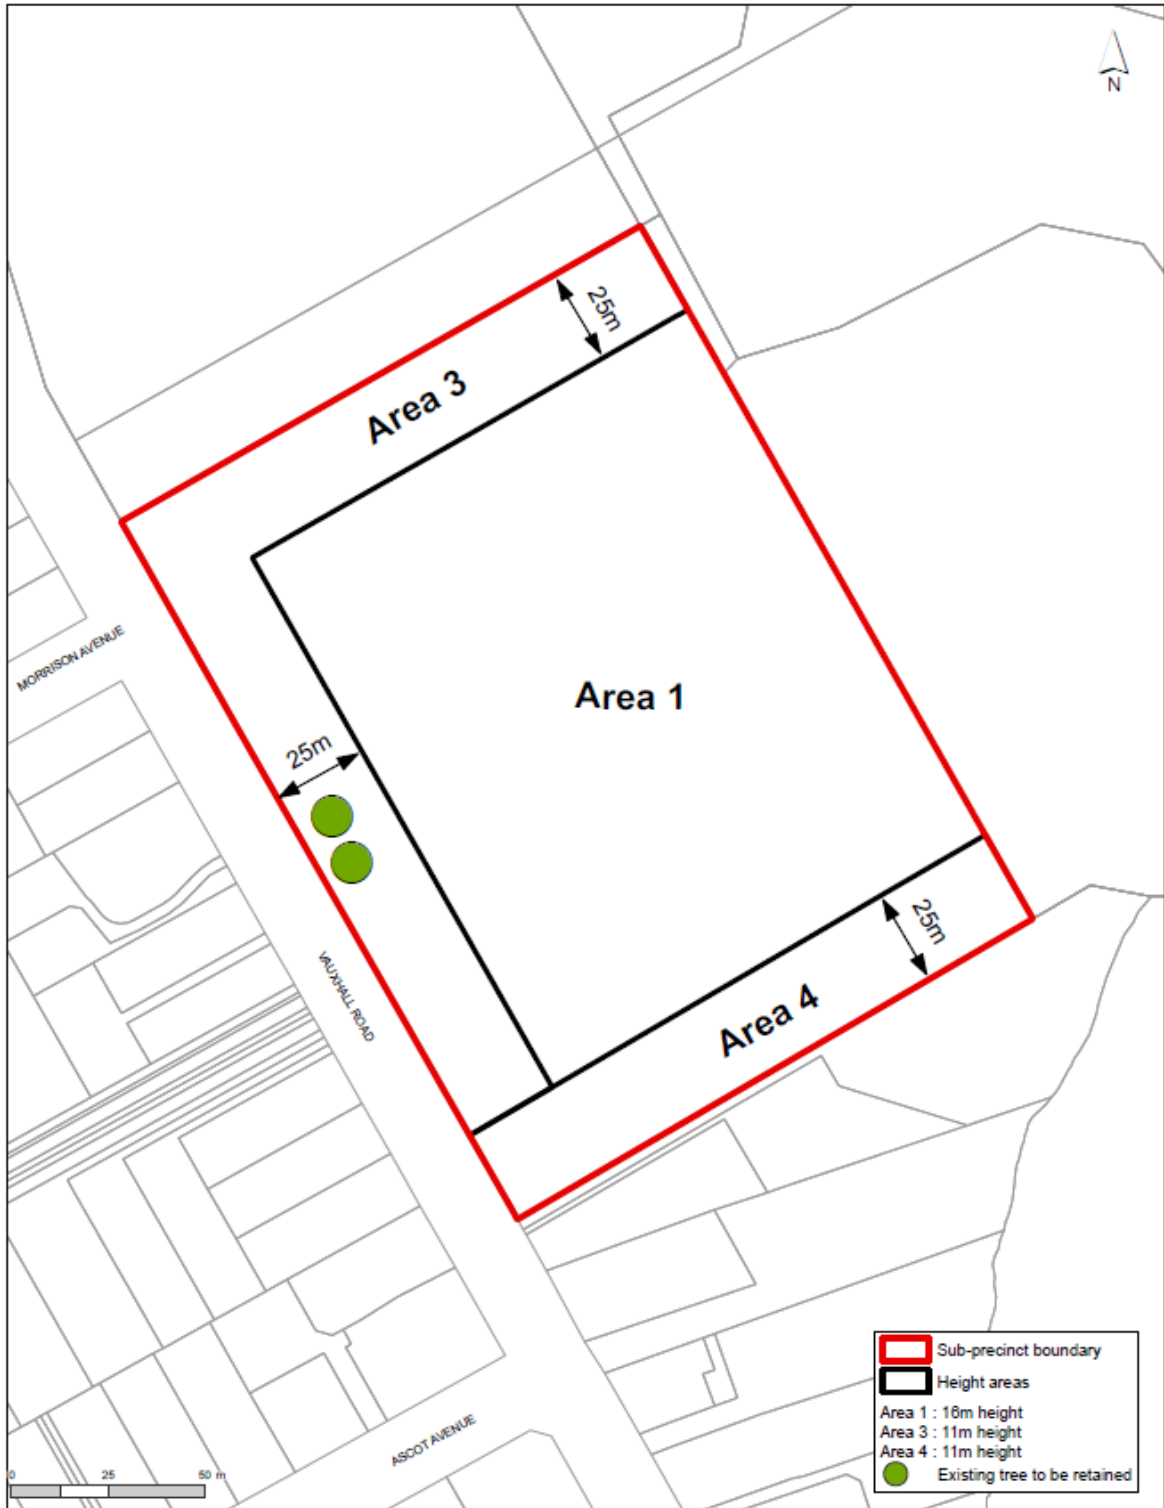 N
25m
Area 3
MORRISON AVENUE
Area 1
25m
25m
VAUXHALL ROAD
Area 4
ASCOT AVENUE
Sub-precinct boundary
Height areas
Area 1 : 16m height
Area 3 : 11m height
Area 4 : 11m height
Existing tree to be retained
0 25 50 m